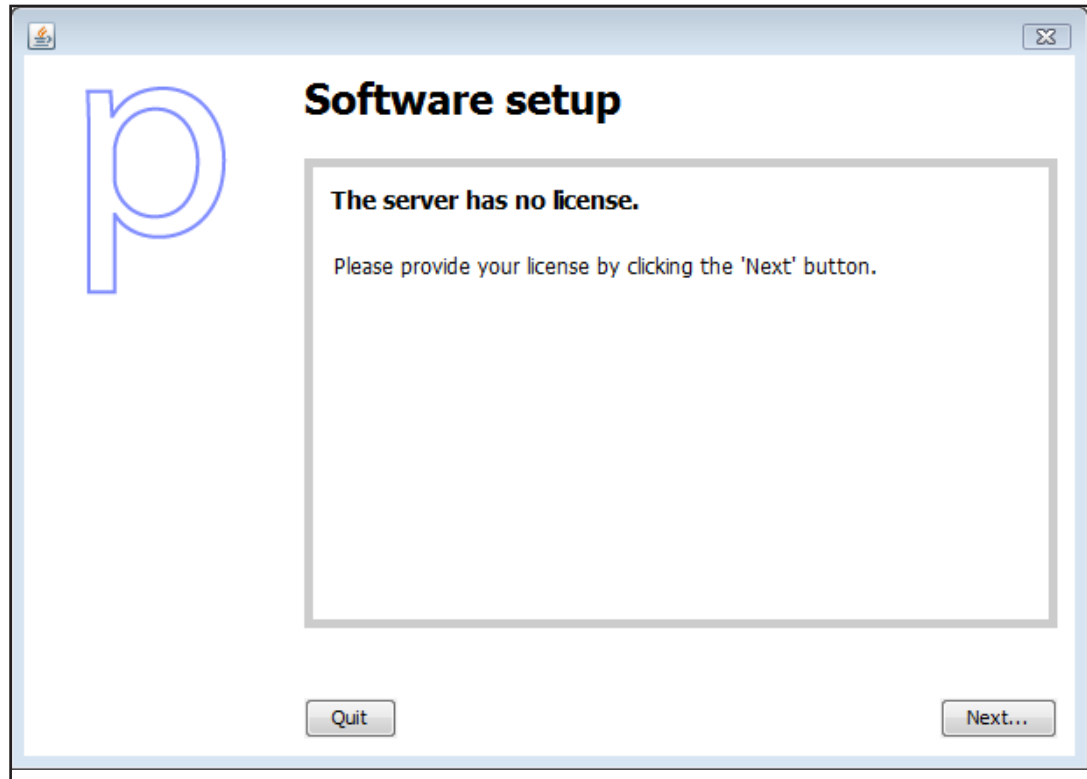 p
Software setup
The server has no license.
Please provide your license by clicking the 'Next' button.
Quit
Next...